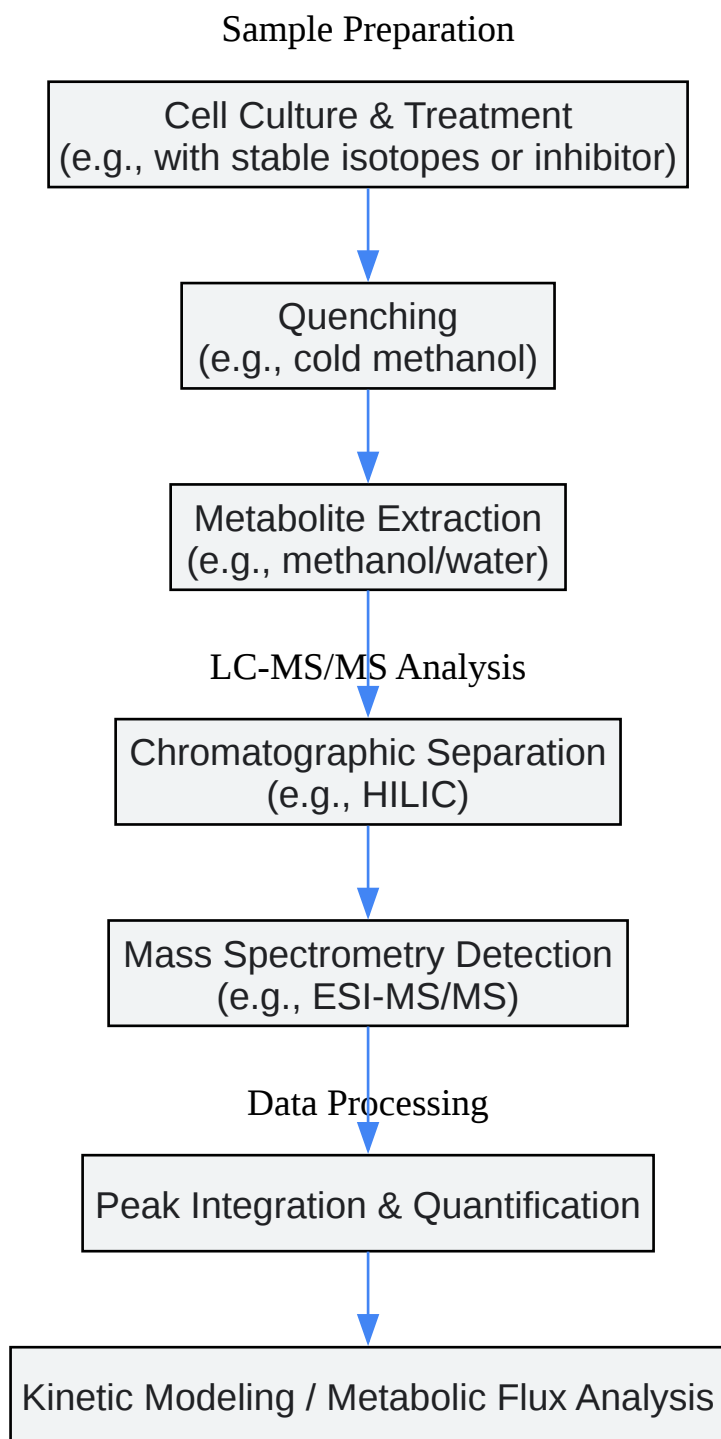 Sample Preparation
Cell Culture & Treatment
(e.g., with stable isotopes or inhibitor)
Quenching
(e.g., cold methanol)
Metabolite Extraction
(e.g., methanol/water)
LC-MS/MS Analysis
Chromatographic Separation
(e.g., HILIC)
Mass Spectrometry Detection
(e.g., ESI-MS/MS)
Data Processing
Peak Integration & Quantification
Kinetic Modeling / Metabolic Flux Analysis